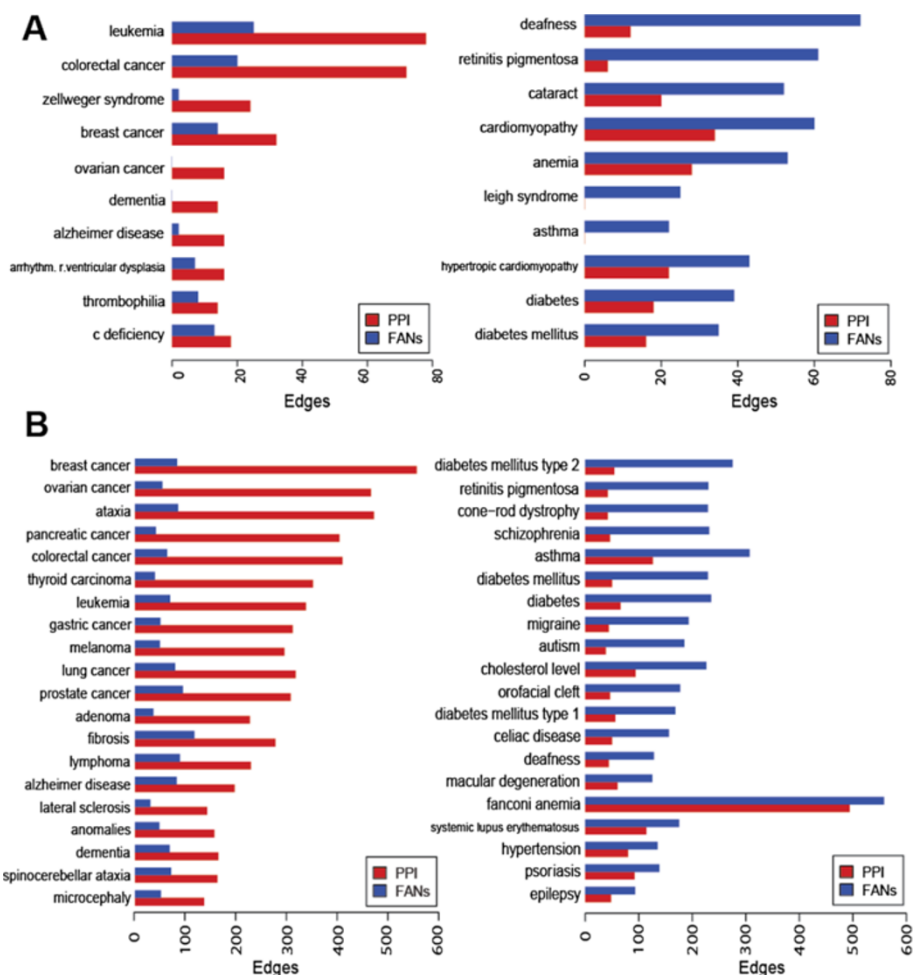 A
leukemia
colorectal cancer
zellweger syndrome
breast cancer
ovarian cancer
dementia
alzheimer disease
arrhythm. r.ventricular dysplasia
thrombophilia
c deficiency
PPI
FANs
0 20 40 60 80
Edges
deafness
retinitis pigmentosa
cataract
cardiomyopathy
anemia
leigh syndrome
asthma
hypertropic cardiomyopathy
diabetes
diabetes mellitus
PPI
FANs
0 20 40 60 80
Edges
B
breast cancer
ovarian cancer
ataxia
pancreatic cancer
colorectal cancer
thyroid carcinoma
leukemia
gastric cancer
melanoma
lung cancer
prostate cancer
adenoma
fibrosis
lymphoma
alzheimer disease
lateral sclerosis
anomalies
dementia
spinocerebellar ataxia
microcephaly
PPI
FANs
0 100 200 300 400 500 600
Edges
diabetes mellitus type 2
retinitis pigmentosa
cone-rod dystrophy
schizophrenia
asthma
diabetes mellitus
diabetes
migraine
autism
cholesterol level
orofacial cleft
diabetes mellitus type 1
celiac disease
deafness
macular degeneration
fanconi anemia
systemic lupus erythematosus
hypertension
psoriasis
epilepsy
PPI
FANs
0 100 200 300 400 500 600
Edges